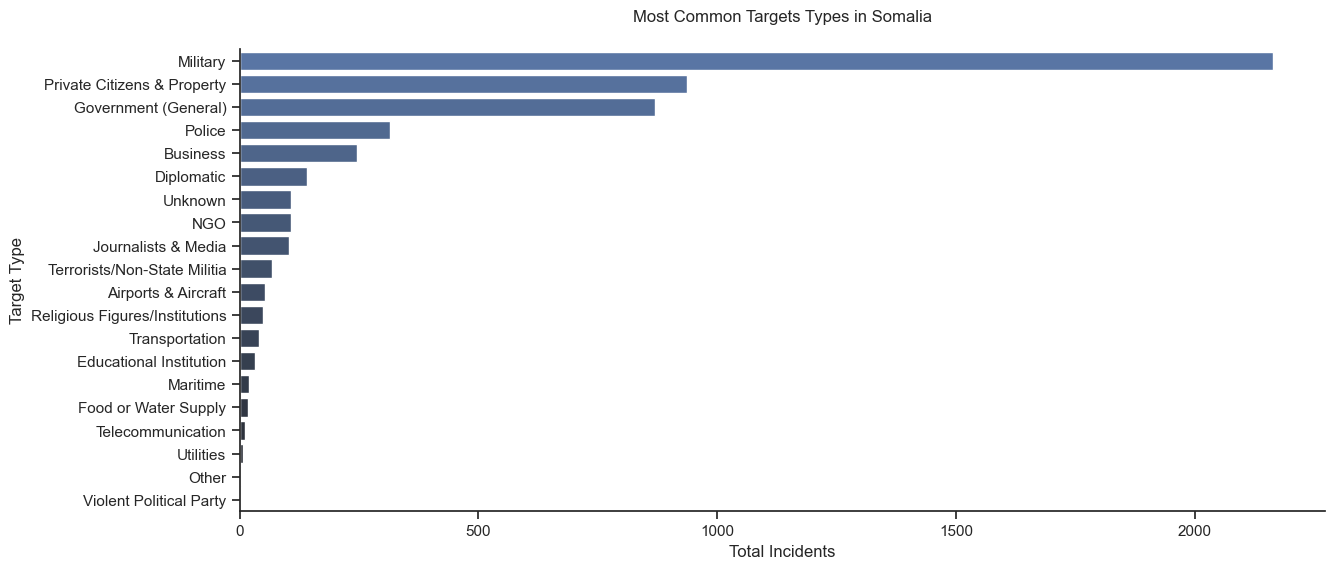 Most Common Targets Types in Somalia
Target Type
Military
Private Citizens & Property
Government (General)
Police
Business
Diplomatic
Unknown
NGO
Journalists & Media
Terrorists/Non-State Militia
Airports & Aircraft
Religious Figures/Institutions
Transportation
Educational Institution
Maritime
Food or Water Supply
Telecommunication
Utilities
Other
Violent Political Party
0 500 1000 1500 2000
Total Incidents